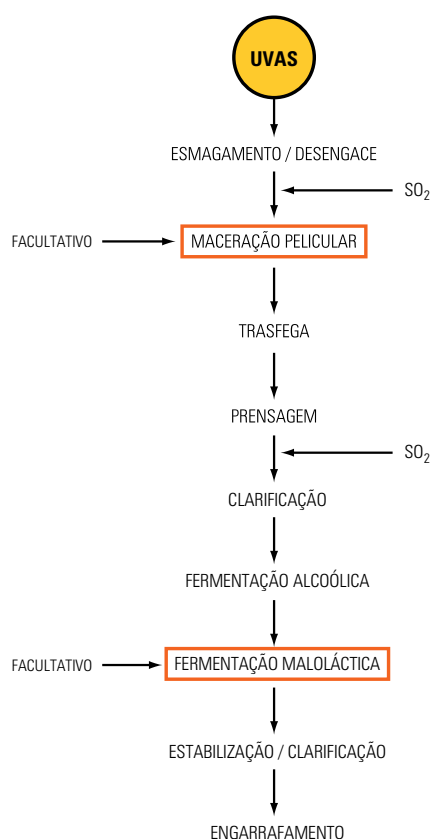 UVAS
ESMAGAMENTO / DESENGACE
SO₂
FACULTATIVO
MACERAÇÃO PELICULAR
TRASFEGA
PRENSAGEM
SO₂
CLARIFICAÇÃO
FERMENTAÇÃO ALCOÓLICA
FACULTATIVO
FERMENTAÇÃO MALOLÁCTICA
ESTABILIZAÇÃO / CLARIFICAÇÃO
ENGARRAFAMENTO